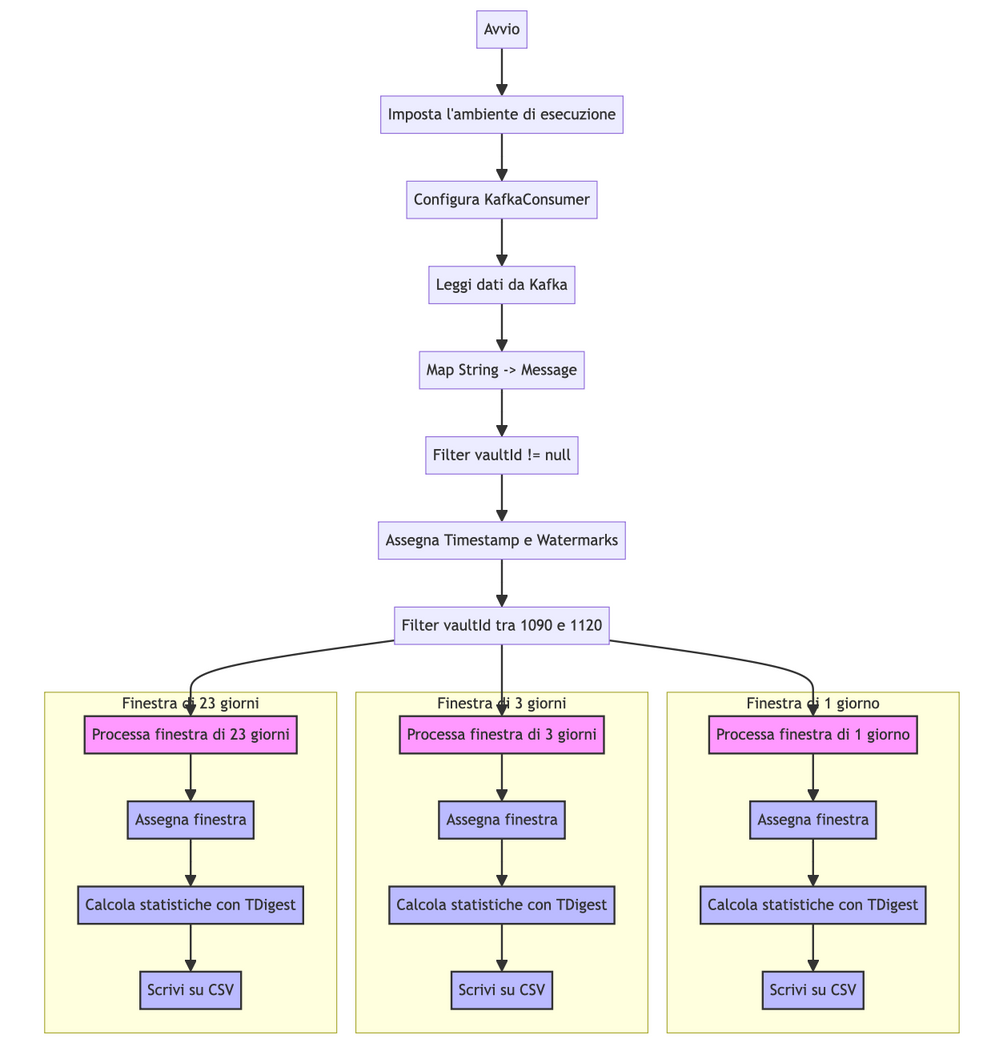 Avvio
Imposta l'ambiente di esecuzione
Configura KafkaConsumer
Leggi dati da Kafka
Map String -> Message
Filter vaultId != null
Assegna Timestamp e Watermarks
Filter vaultId tra 1090 e 1120
Finestra di 23 giorni
Processa finestra di 23 giorni
Assegna finestra
Calcola statistiche con TDigest
Scrivi su CSV
Finestra di 3 giorni
Processa finestra di 3 giorni
Assegna finestra
Calcola statistiche con TDigest
Scrivi su CSV
Finestra di 1 giorno
Processa finestra di 1 giorno
Assegna finestra
Calcola statistiche con TDigest
Scrivi su CSV